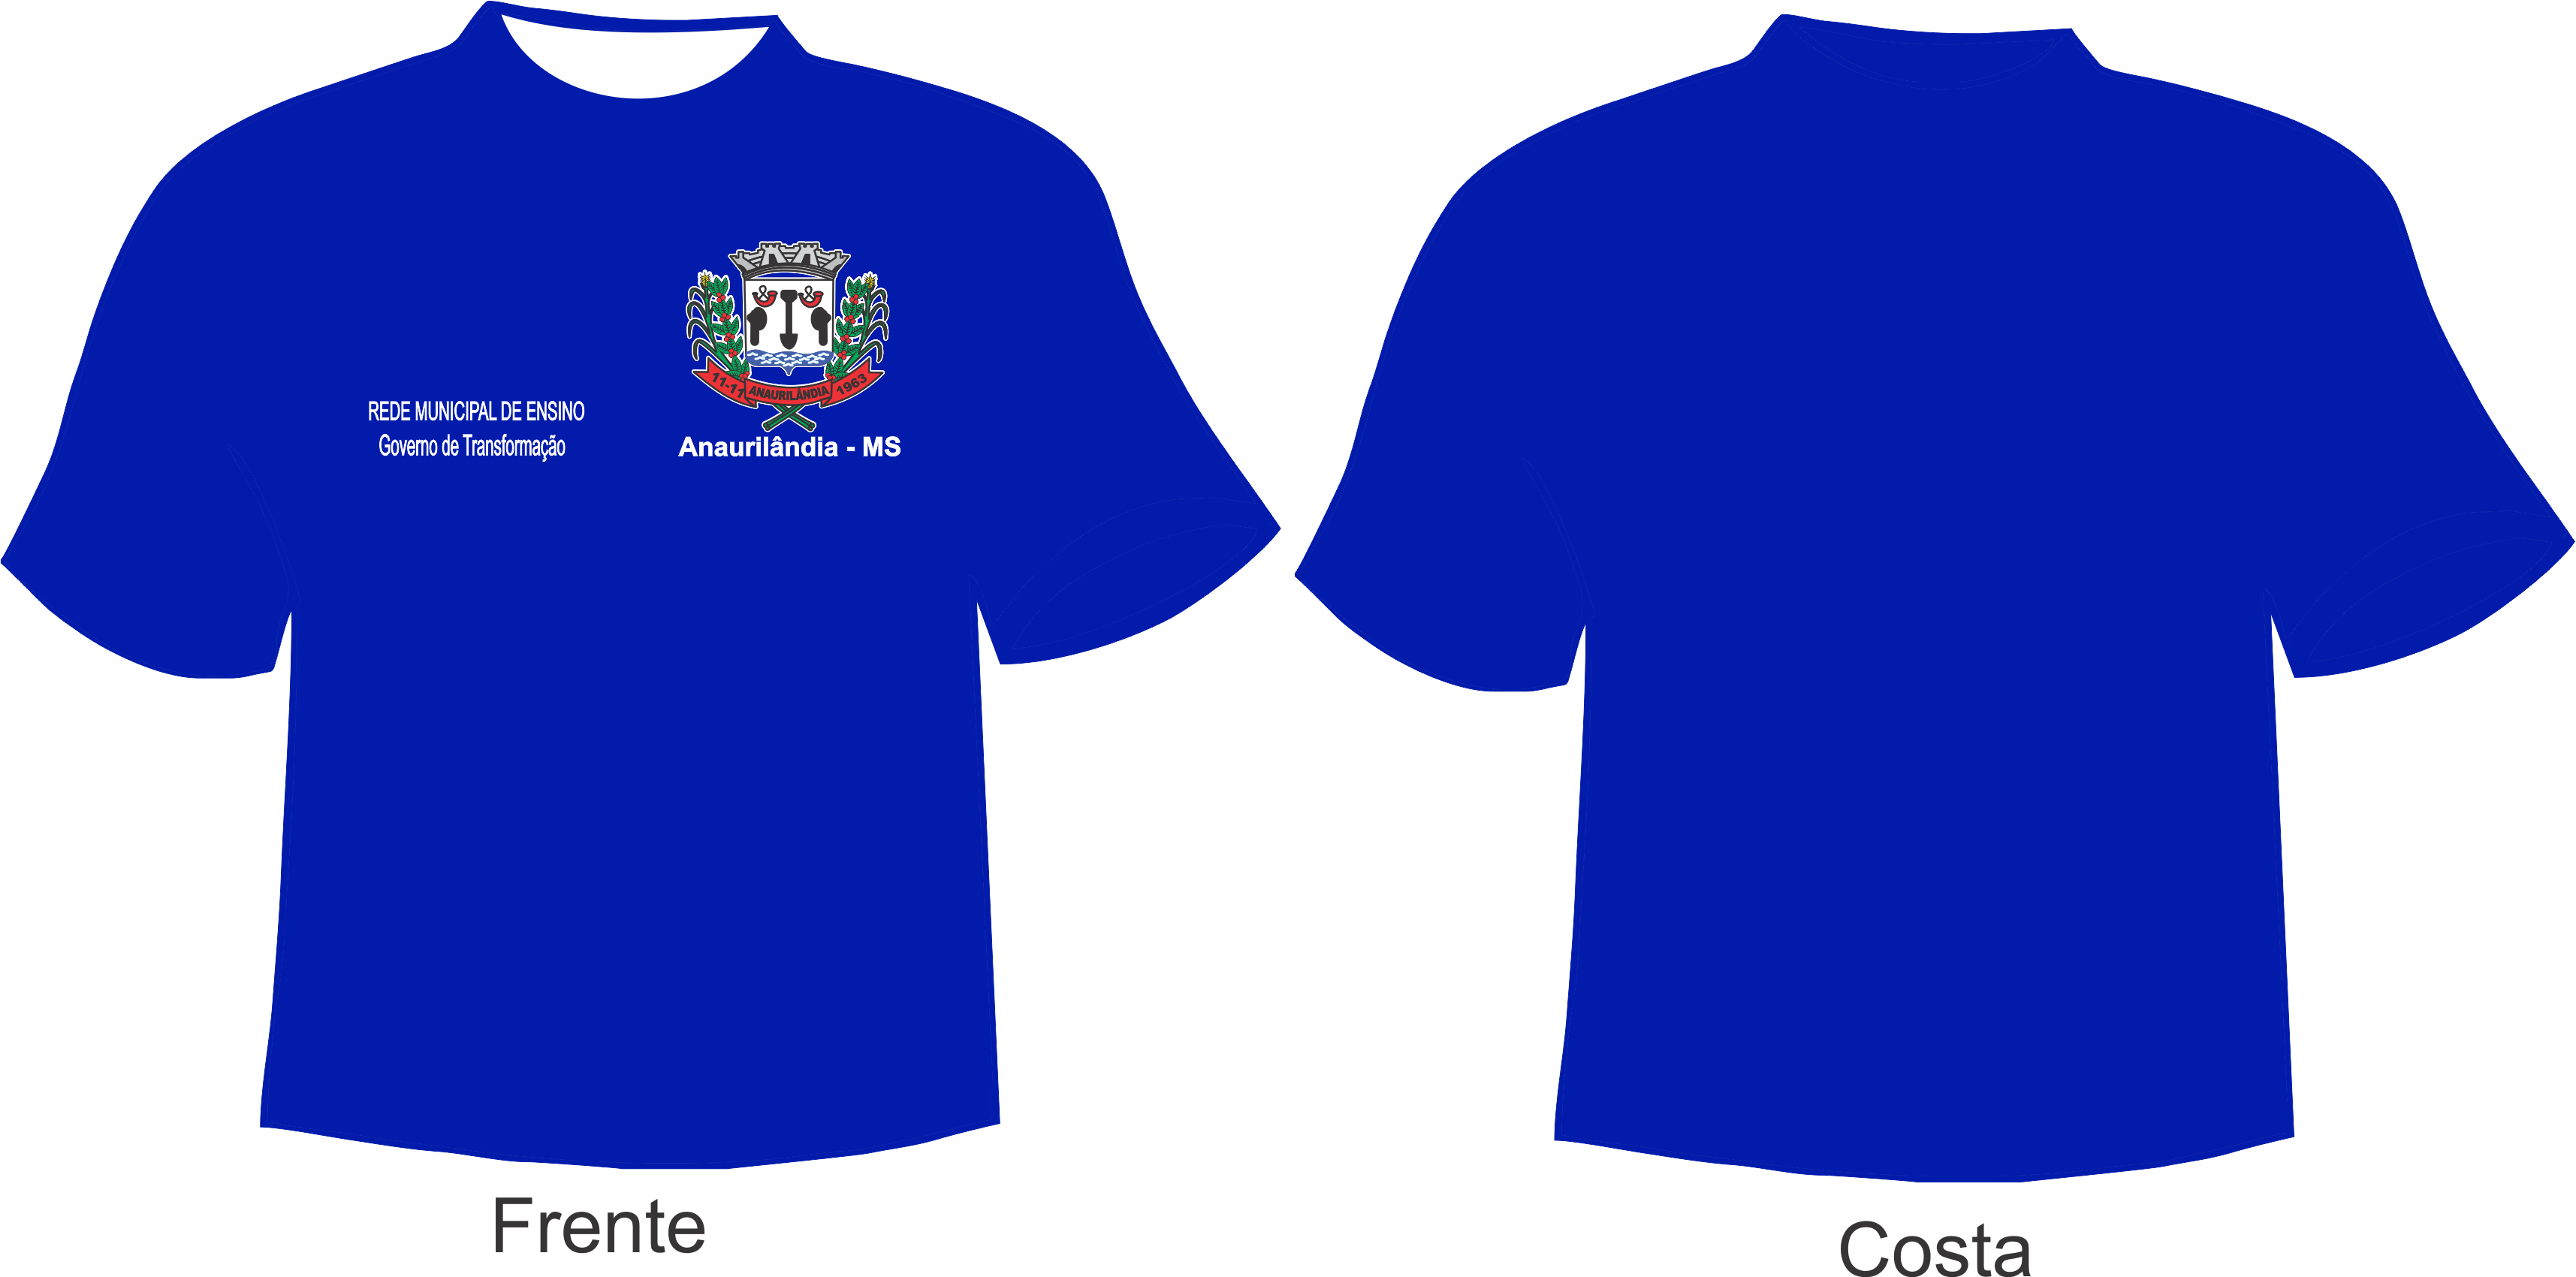 REDE MUNICIPAL DE ENSINO
Governo de Transformação
11-11 ANAURILÂNDIA 1963
Anaurilândia - MS
Frente
Costa